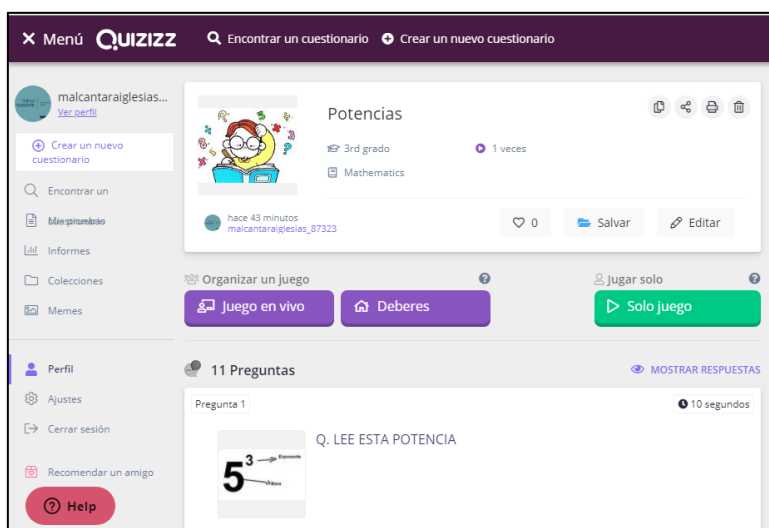 Menú QUIZIZZ Encontrar un cuestionario Crear un nuevo cuestionario
malcantaraiglesias...
Ver perfil
Crear un nuevo
cuestionario
Encontrar un
Informes
Colecciones
Memes
Perfil
Ajustes
Cerrar sesión
Recomendar un amigo
Help
Potencias
3rd grado 1 veces
Mathematics
hace 43 minutos
malcantaraiglesias_87323
0 Salvar Editar
Organizar un juego Jugar solo
Juego en vivo Deberes Solo juego
11 Preguntas MOSTRAR RESPUESTAS
Pregunta 1 10 segundos
Q. LEE ESTA POTENCIA
5³ Exponente
Base